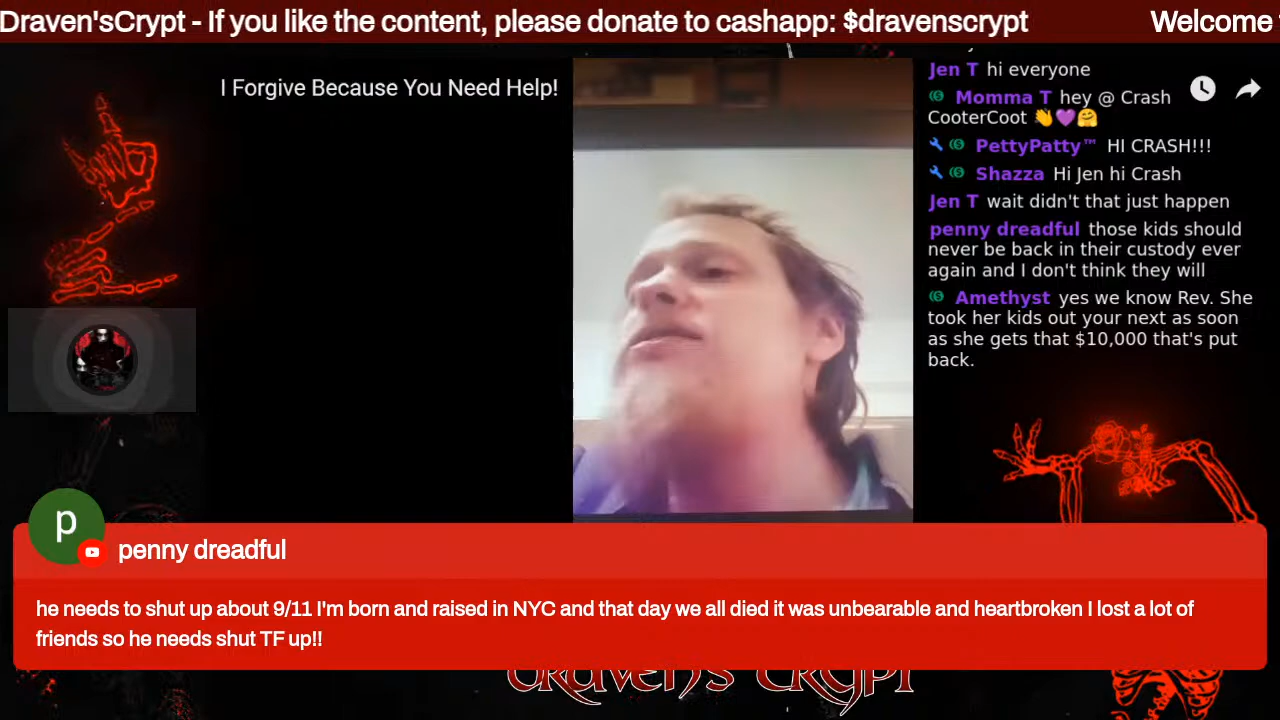 Draven'sCrypt - If you like the content, please donate to cashapp: $dravenscrypt Welcome
I Forgive Because You Need Help!
Jen T hi everyone
Momma T hey @ Crash
CooterCoot 👋💜🤗
PettyPatty™ HI CRASH!!!
Shazza Hi Jen hi Crash
Jen T wait didn't that just happen
penny dreadful those kids should
never be back in their custody ever
again and I don't think they will
Amethyst yes we know Rev. She
took her kids out your next as soon
as she gets that $10,000 that's put
back.
p
penny dreadful
he needs to shut up about 9/11 I'm born and raised in NYC and that day we all died it was unbearable and heartbroken I lost a lot of
friends so he needs shut TF up!!
Draven's Crypt